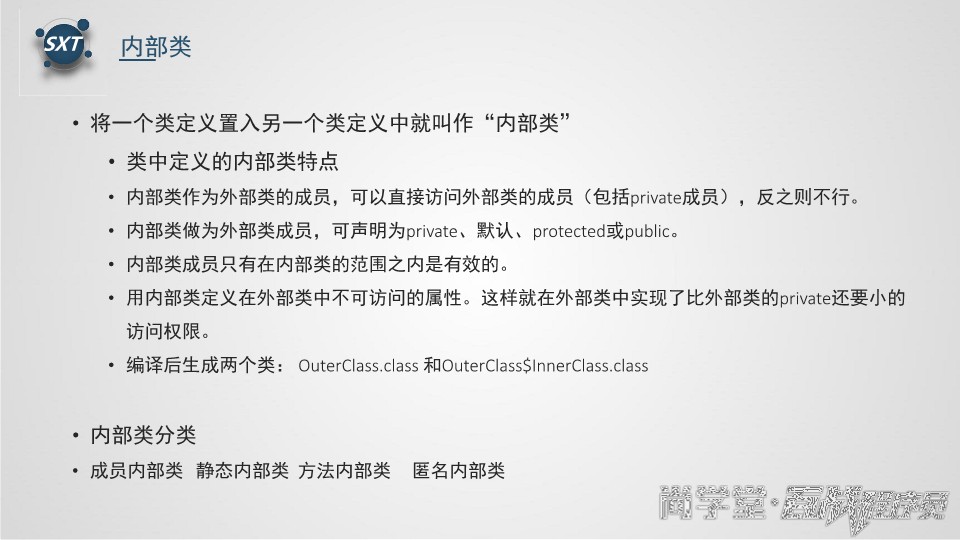 SXT
内部类
• 将一个类定义置入另一个类定义中就叫作“内部类”
• 类中定义的内部类特点
• 内部类作为外部类的成员，可以直接访问外部类的成员（包括private成员），反之则不行。
• 内部类做为外部类成员，可声明为private、默认、protected或public。
• 内部类成员只有在内部类的范围之内是有效的。
• 用内部类定义在外部类中不可访问的属性。这样就在外部类中实现了比外部类的private还要小的
访问权限。
• 编译后生成两个类： OuterClass.class 和OuterClass$InnerClass.class
• 内部类分类
• 成员内部类 静态内部类 方法内部类 匿名内部类
尚学堂·